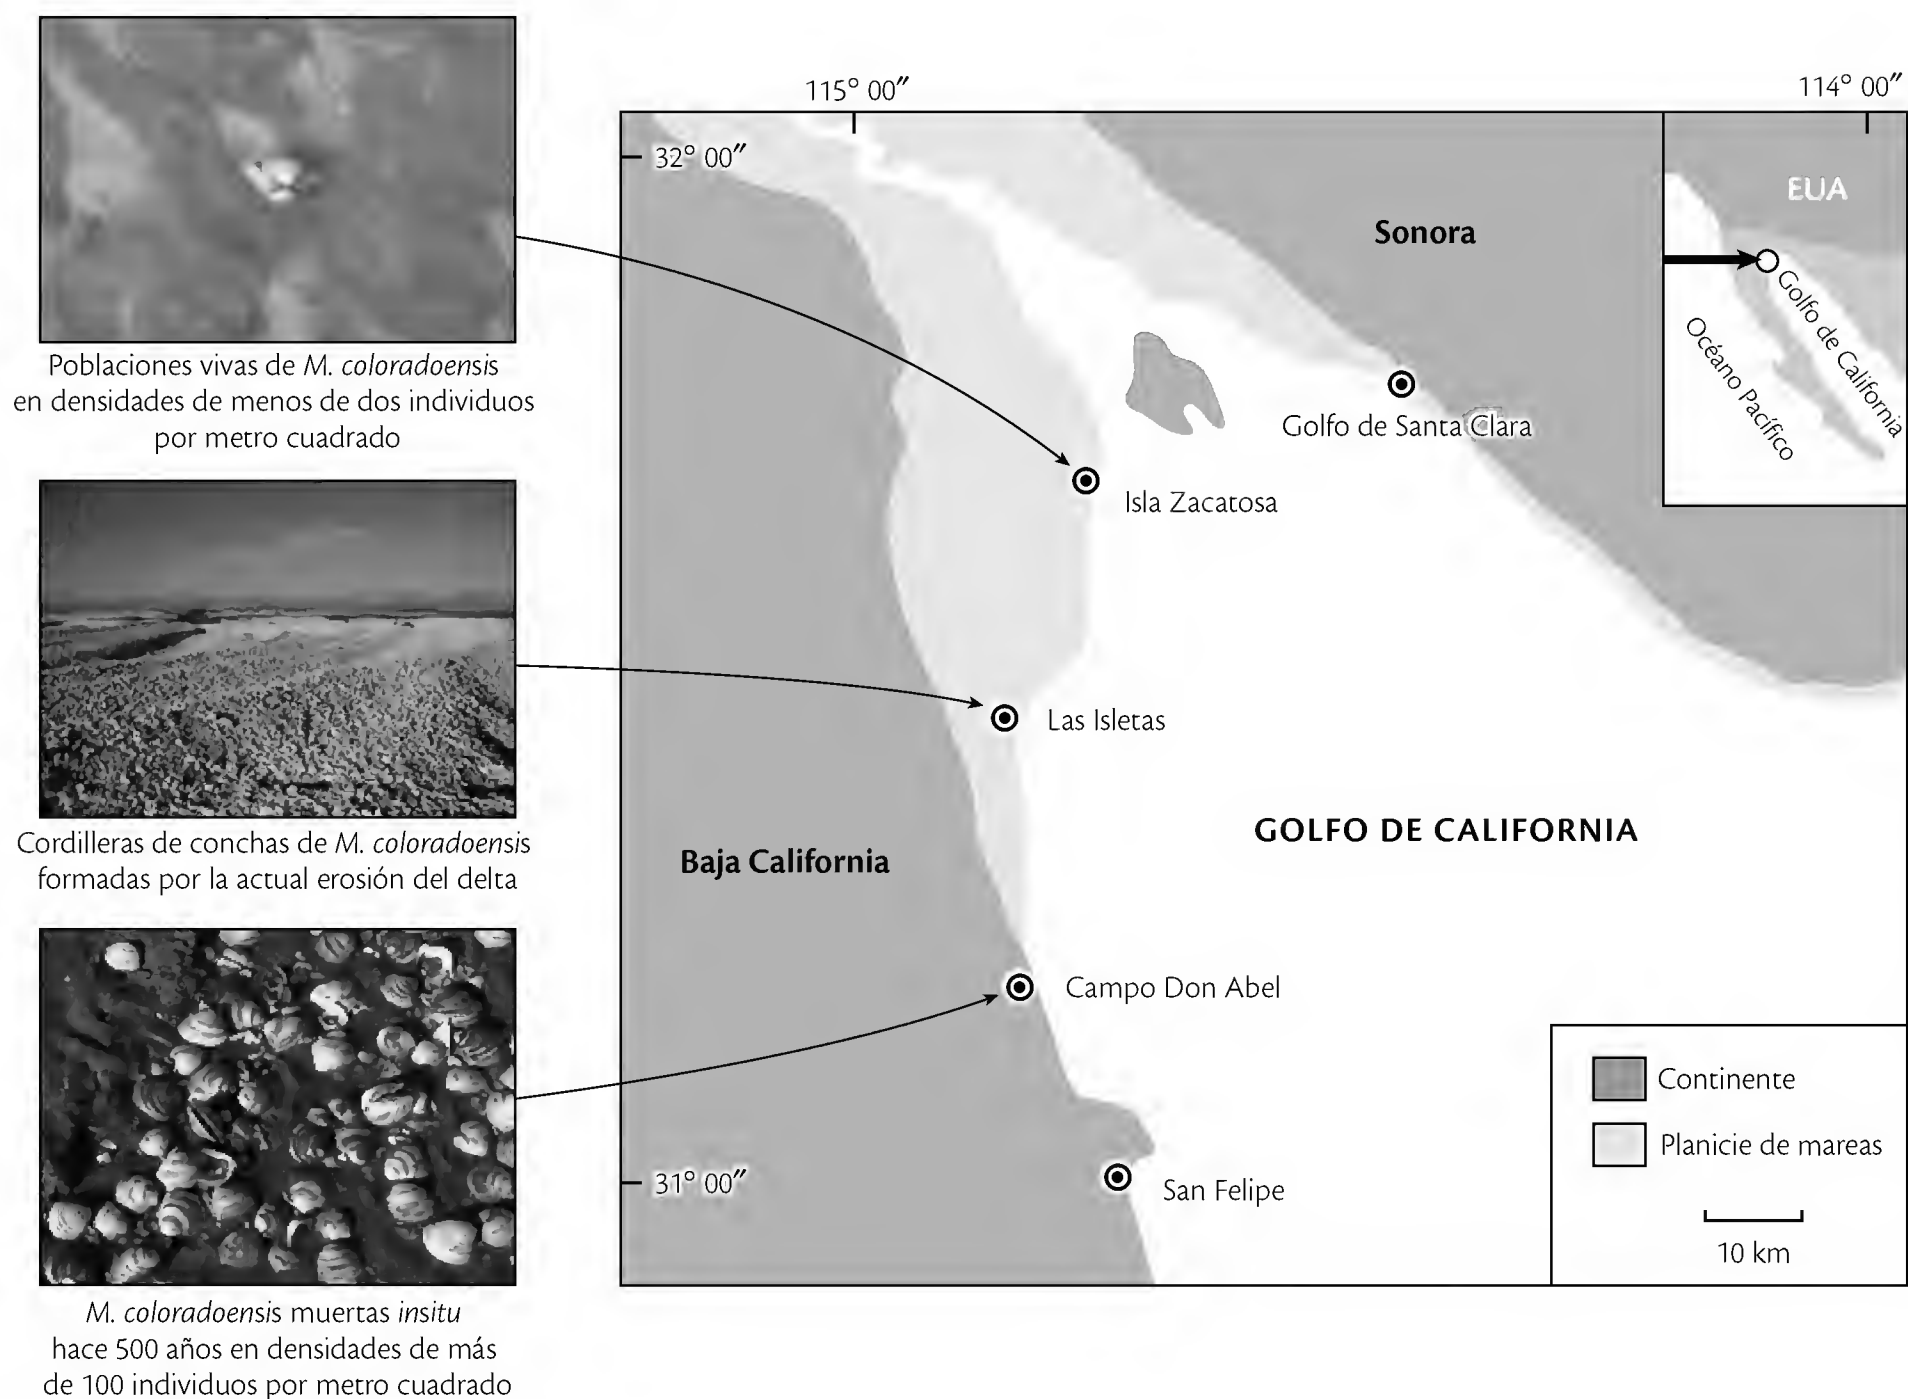 Poblaciones vivas de M. coloradoensis
en densidades de menos de dos individuos
por metro cuadrado
Cordilleras de conchas de M. coloradoensis
formadas por la actual erosión del delta
M. coloradoensis muertas insitu
hace 500 años en densidades de más
de 100 individuos por metro cuadrado
115° 00″
114° 00″
32° 00″
Sonora
EUA
Golfo de California
Océano Pacífico
Golfo de Santa Clara
Isla Zacatosa
Las Isletas
GOLFO DE CALIFORNIA
Baja California
Campo Don Abel
31° 00″
San Felipe
Continente
Planicie de mareas
10 km